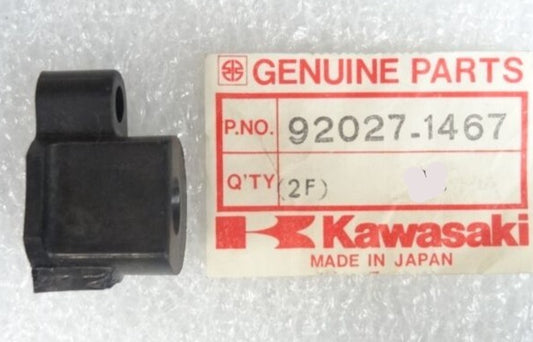 GENUINE PARTS
P.NO. 92027-1467
Q'TY (2F)
Kawasaki
MADE IN JAPAN